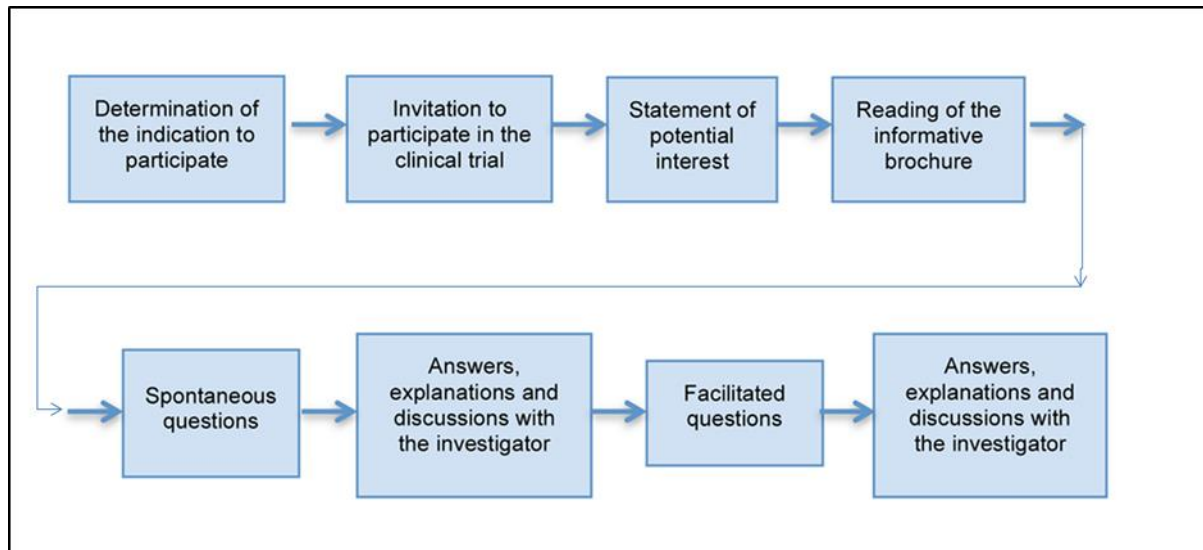 Determination of
the indication to
participate
Invitation to
participate in the
clinical trial
Statement of
potential
interest
Reading of the
informative
brochure
Spontaneous
questions
Answers,
explanations and
discussions with
the investigator
Facilitated
questions
Answers,
explanations and
discussions with
the investigator